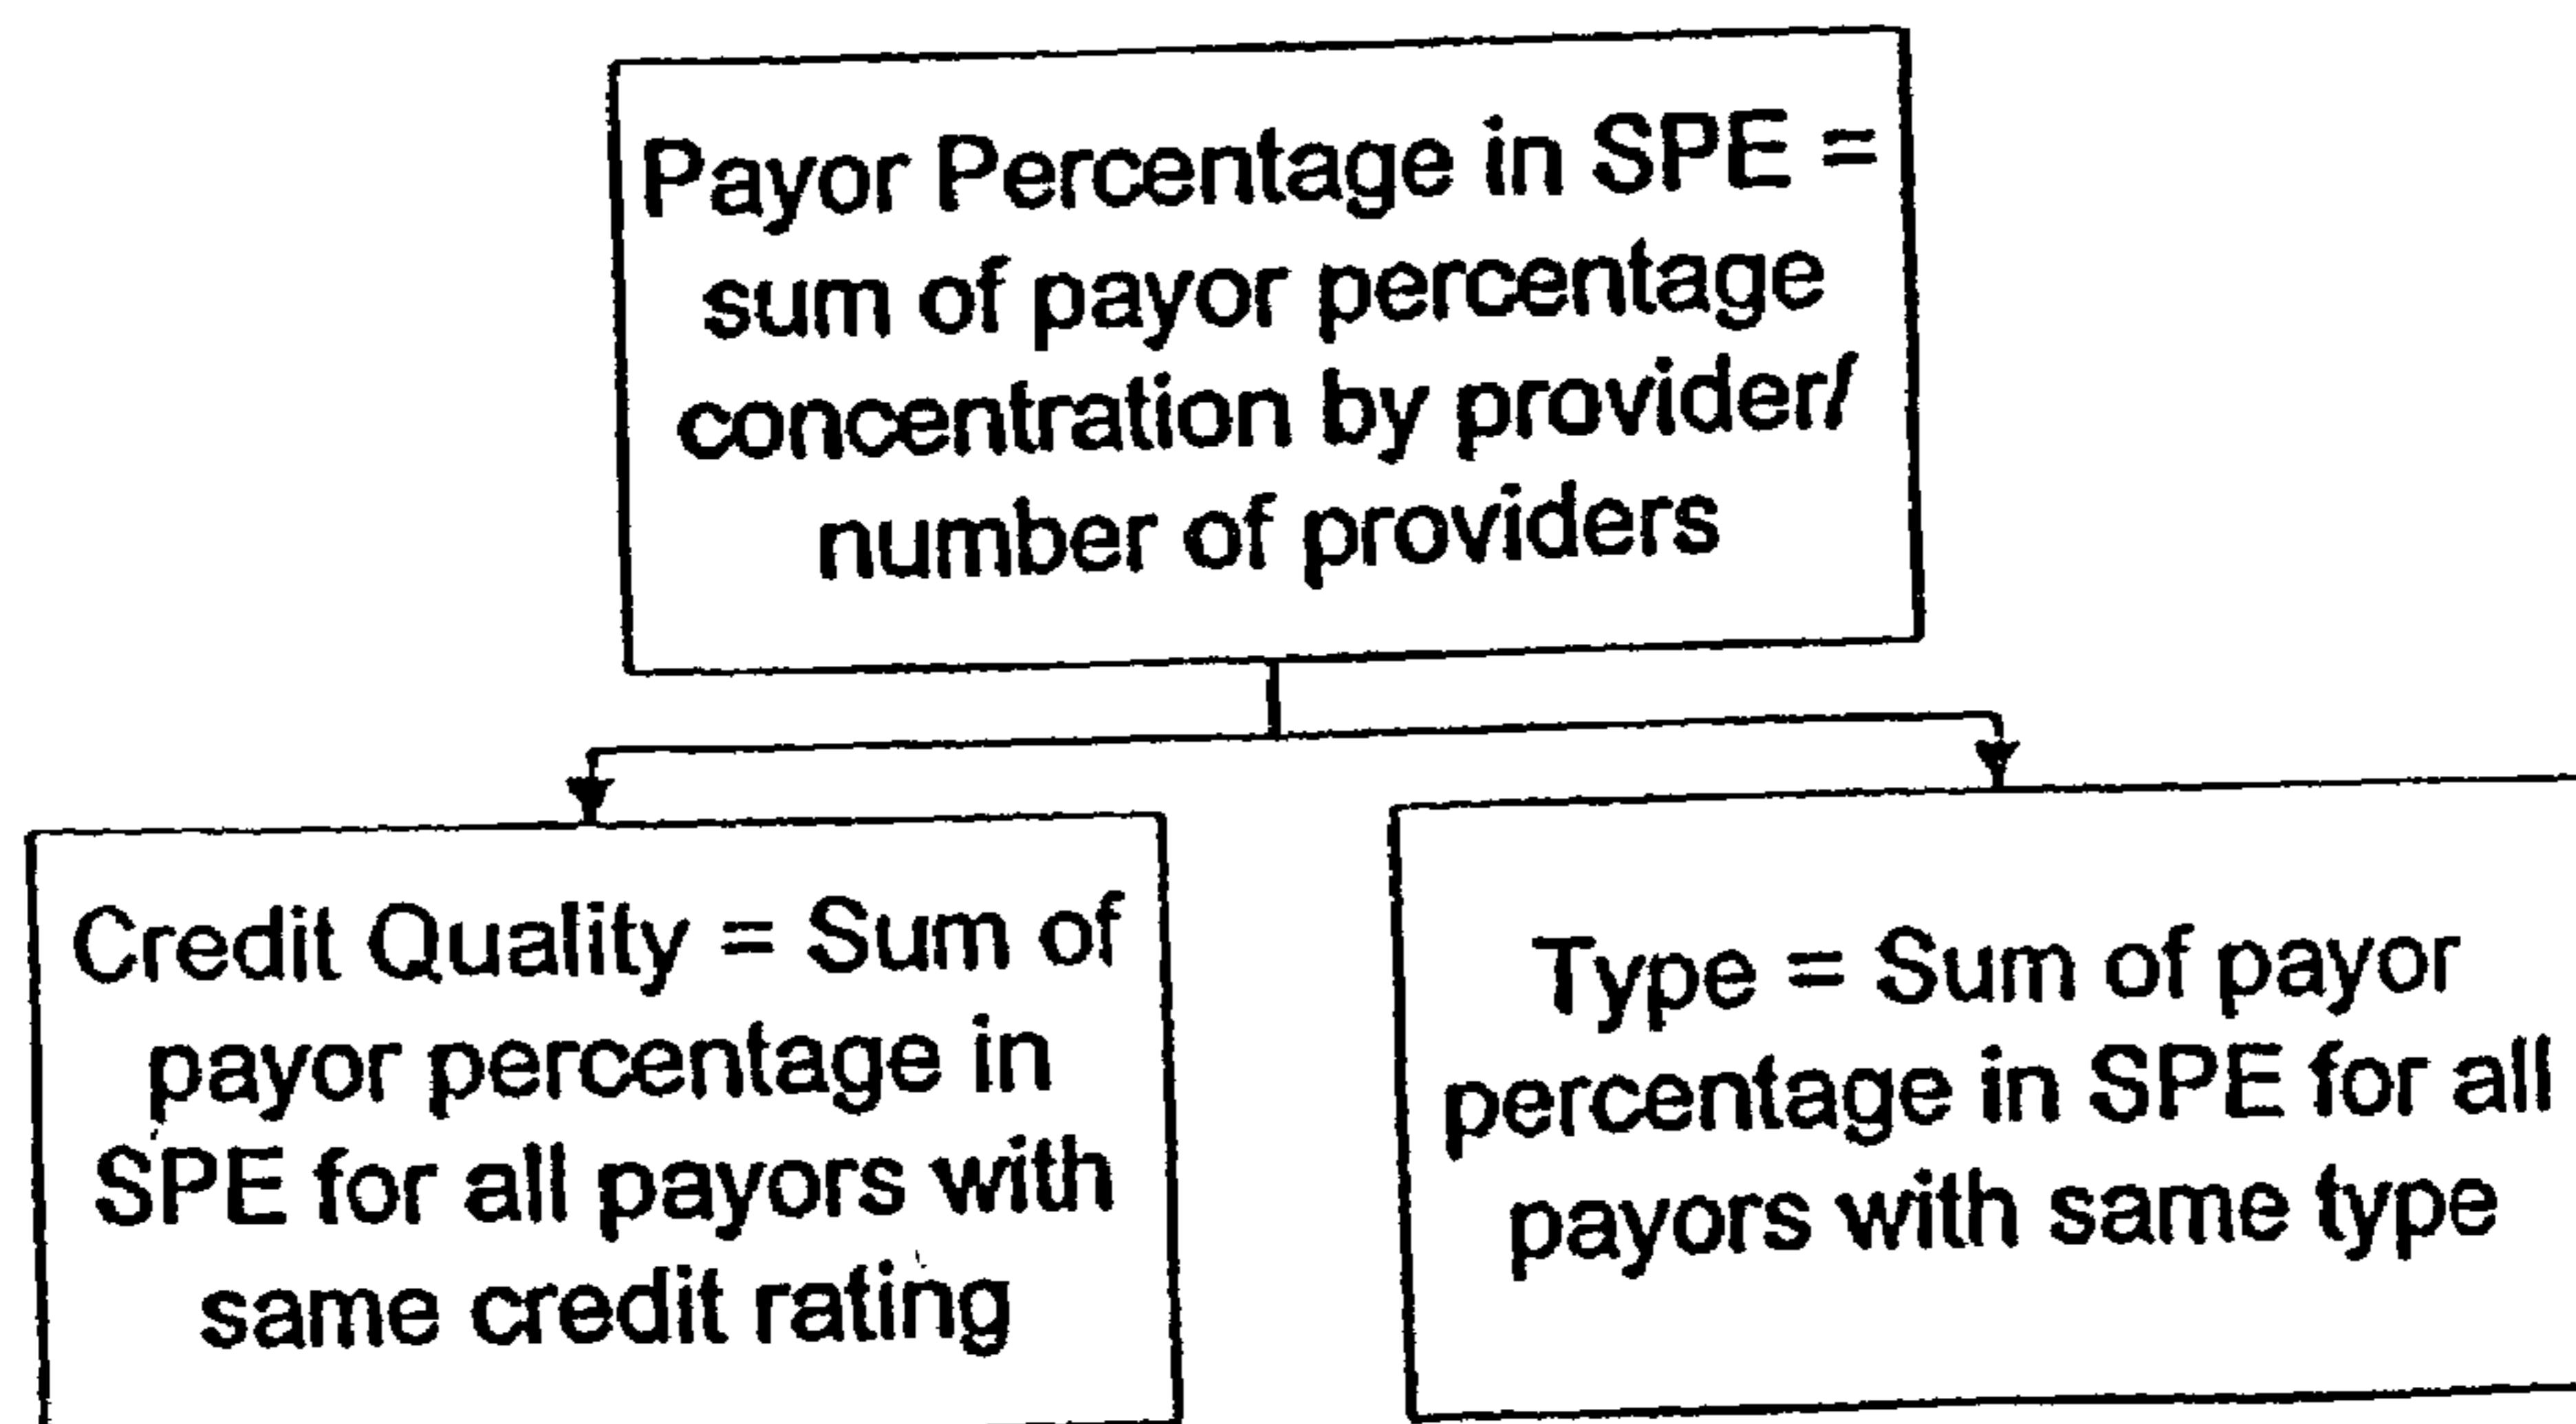 Payor Percentage in SPE =
sum of payor percentage
concentration by provider/
number of providers
Credit Quality = Sum of
payor percentage in
SPE for all payors with
same credit rating
Type = Sum of payor
percentage in SPE for all
payors with same type